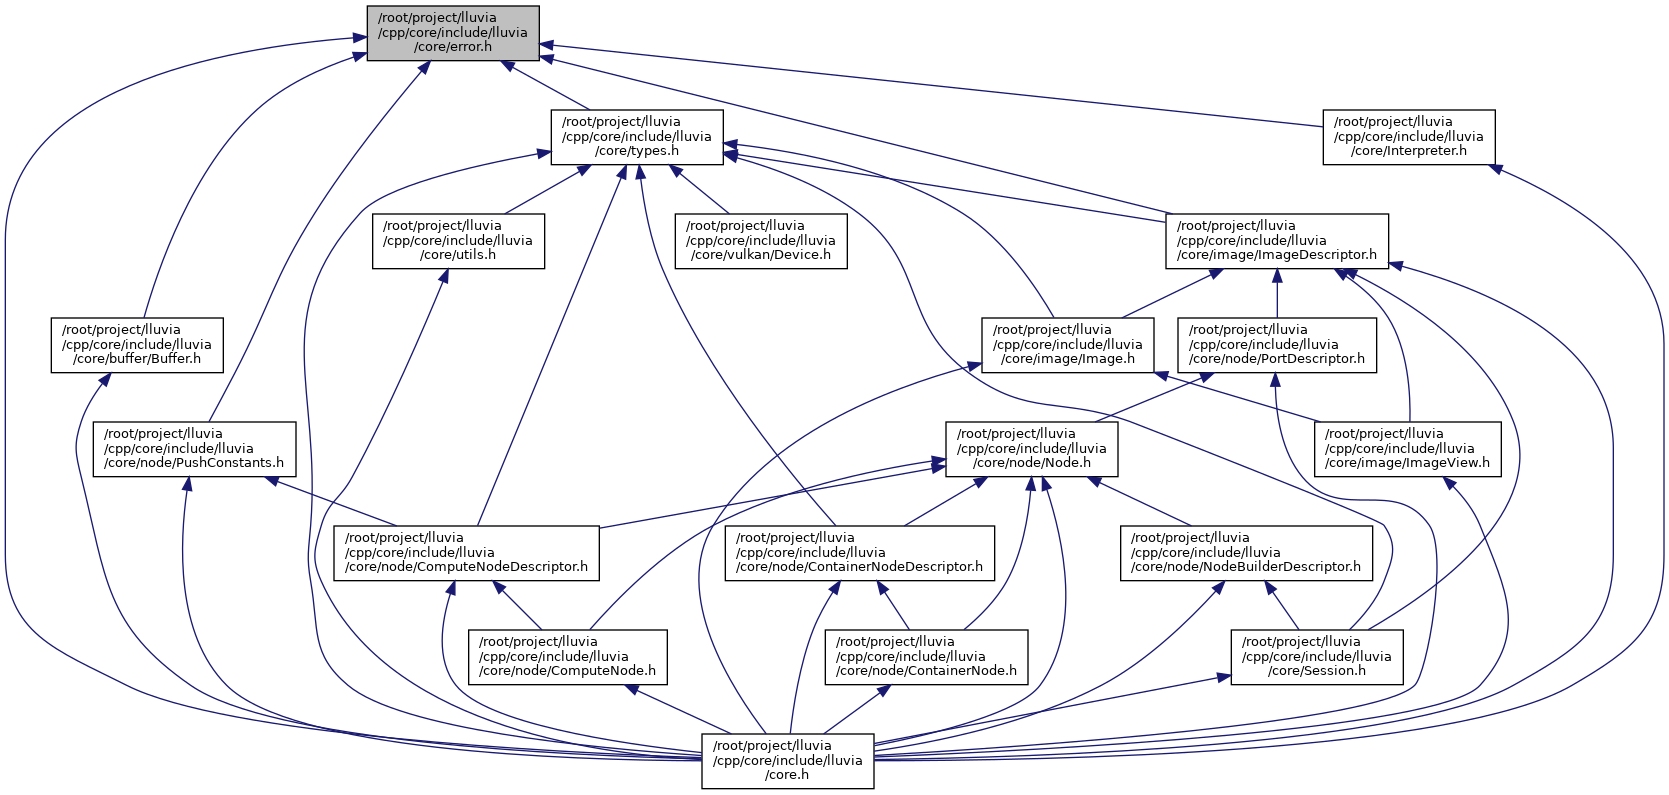 /root/project/lluvia
/cpp/core/include/lluvia
/core/error.h
/root/project/lluvia
/cpp/core/include/lluvia
/core/types.h
/root/project/lluvia
/cpp/core/include/lluvia
/core/Interpreter.h
/root/project/lluvia
/cpp/core/include/lluvia
/core/utils.h
/root/project/lluvia
/cpp/core/include/lluvia
/core/vulkan/Device.h
/root/project/lluvia
/cpp/core/include/lluvia
/core/image/ImageDescriptor.h
/root/project/lluvia
/cpp/core/include/lluvia
/core/buffer/Buffer.h
/root/project/lluvia
/cpp/core/include/lluvia
/core/image/Image.h
/root/project/lluvia
/cpp/core/include/lluvia
/core/node/PortDescriptor.h
/root/project/lluvia
/cpp/core/include/lluvia
/core/node/PushConstants.h
/root/project/lluvia
/cpp/core/include/lluvia
/core/node/Node.h
/root/project/lluvia
/cpp/core/include/lluvia
/core/image/ImageView.h
/root/project/lluvia
/cpp/core/include/lluvia
/core/node/ComputeNodeDescriptor.h
/root/project/lluvia
/cpp/core/include/lluvia
/core/node/ContainerNodeDescriptor.h
/root/project/lluvia
/cpp/core/include/lluvia
/core/node/NodeBuilderDescriptor.h
/root/project/lluvia
/cpp/core/include/lluvia
/core/node/ComputeNode.h
/root/project/lluvia
/cpp/core/include/lluvia
/core/node/ContainerNode.h
/root/project/lluvia
/cpp/core/include/lluvia
/core/Session.h
/root/project/lluvia
/cpp/core/include/lluvia
/core.h